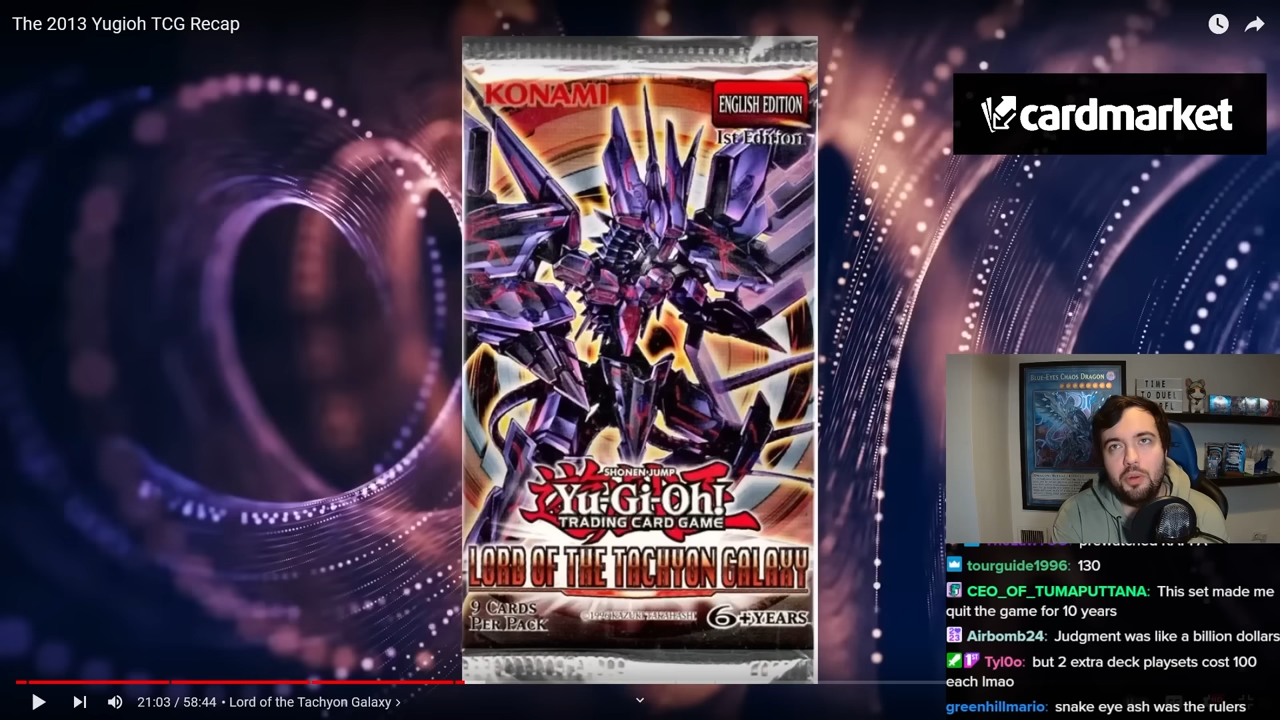 The 2013 Yugioh TCG Recap
KONAMI
ENGLISH EDITION
1st Edition
cardmarket
BLUE-EYES CHAOS DRAGON
TIME
TO DUEL
SHONEN JUMP
Yu-Gi-Oh!
TRADING CARD GAME
LORD OF THE TACHYON GALAXY
9 CARDS
PER PACK
©1996 KAZUKI TAKAHASHI
6+YEARS
tourguide1996: 130
CEO_OF_TUMAPUTTANA: This set made me
quit the game for 10 years
Airbomb24: Judgment was like a billion dollars
Tyl0o: but 2 extra deck playsets cost 100
each lmao
greenhillmario: snake eye ash was the rulers
21:03 / 58:44 • Lord of the Tachyon Galaxy ›